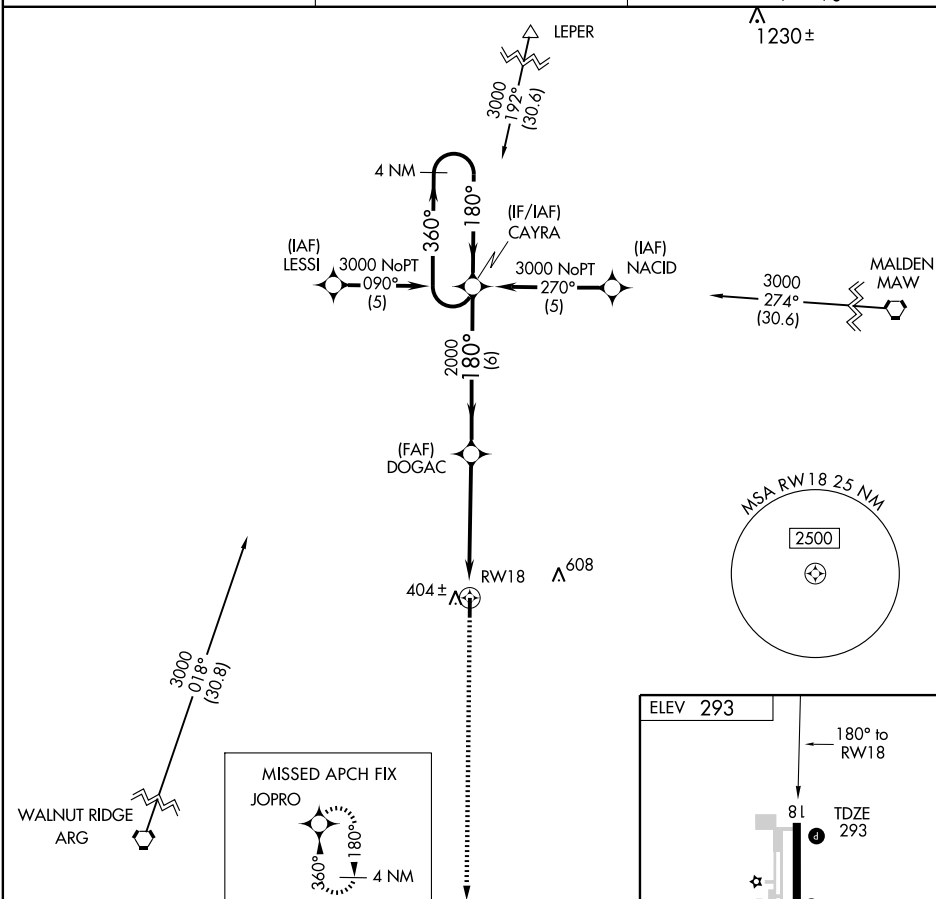 1230±
LEPER
3000
192°
(30.6)
4 NM
360°
180°
(IF/IAF)
CAYRA
(IAF)
LESSI
3000 NoPT
090°
(5)
3000 NoPT
270°
(5)
(IAF)
NACID
MALDEN
MAW
3000
274°
(30.6)
2000
180°
(6)
(FAF)
DOGAC
MSA RW18 25 NM
2500
RW18
608
404±
3000
018°
(30.8)
WALNUT RIDGE
ARG
MISSED APCH FIX
JOPRO
360°
180°
4 NM
ELEV 293
180° to
RW18
18
TDZE
293
P